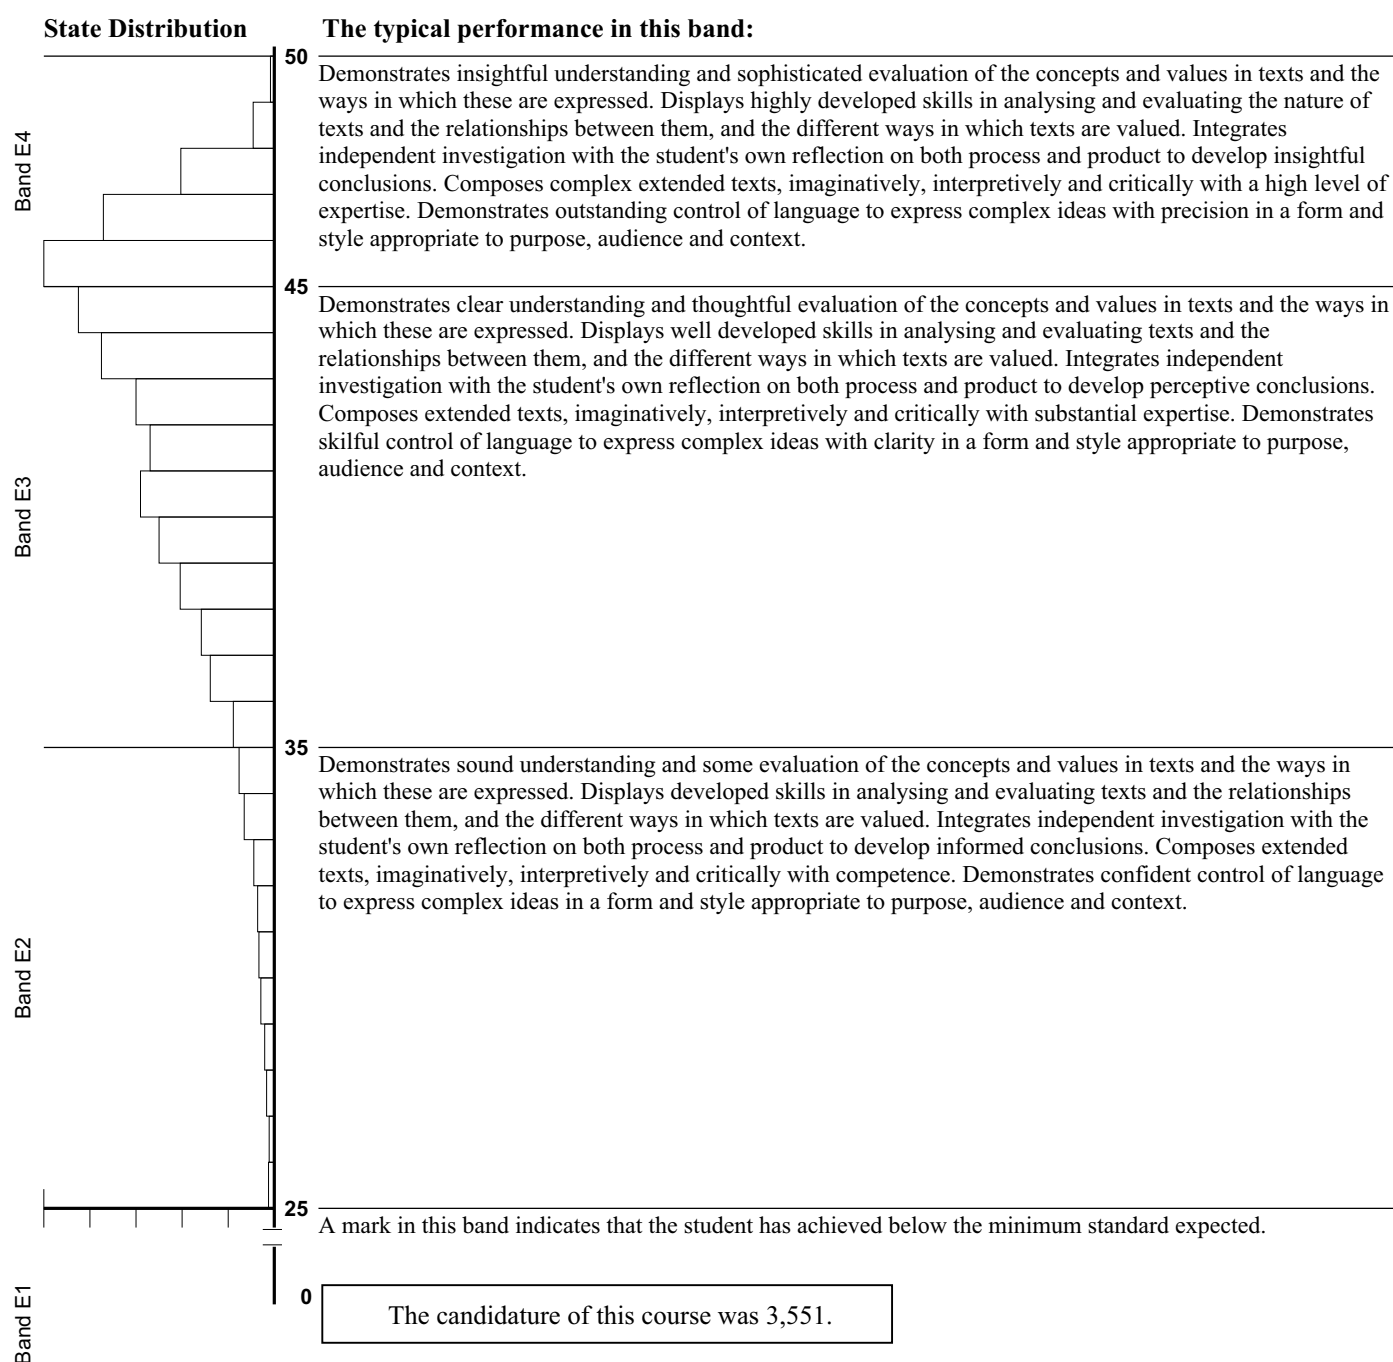 State Distribution
The typical performance in this band:
50
Demonstrates insightful understanding and sophisticated evaluation of the concepts and values in texts and the
ways in which these are expressed. Displays highly developed skills in analysing and evaluating the nature of
texts and the relationships between them, and the different ways in which texts are valued. Integrates
independent investigation with the student's own reflection on both process and product to develop insightful
conclusions. Composes complex extended texts, imaginatively, interpretively and critically with a high level of
expertise. Demonstrates outstanding control of language to express complex ideas with precision in a form and
style appropriate to purpose, audience and context.
Band E4
45
Demonstrates clear understanding and thoughtful evaluation of the concepts and values in texts and the ways in
which these are expressed. Displays well developed skills in analysing and evaluating texts and the
relationships between them, and the different ways in which texts are valued. Integrates independent
investigation with the student's own reflection on both process and product to develop perceptive conclusions.
Composes extended texts, imaginatively, interpretively and critically with substantial expertise. Demonstrates
skilful control of language to express complex ideas with clarity in a form and style appropriate to purpose,
audience and context.
Band E3
35
Demonstrates sound understanding and some evaluation of the concepts and values in texts and the ways in
which these are expressed. Displays developed skills in analysing and evaluating texts and the relationships
between them, and the different ways in which texts are valued. Integrates independent investigation with the
student's own reflection on both process and product to develop informed conclusions. Composes extended
texts, imaginatively, interpretively and critically with competence. Demonstrates confident control of language
to express complex ideas in a form and style appropriate to purpose, audience and context.
Band E2
25
A mark in this band indicates that the student has achieved below the minimum standard expected.
0
Band E1
The candidature of this course was 3,551.